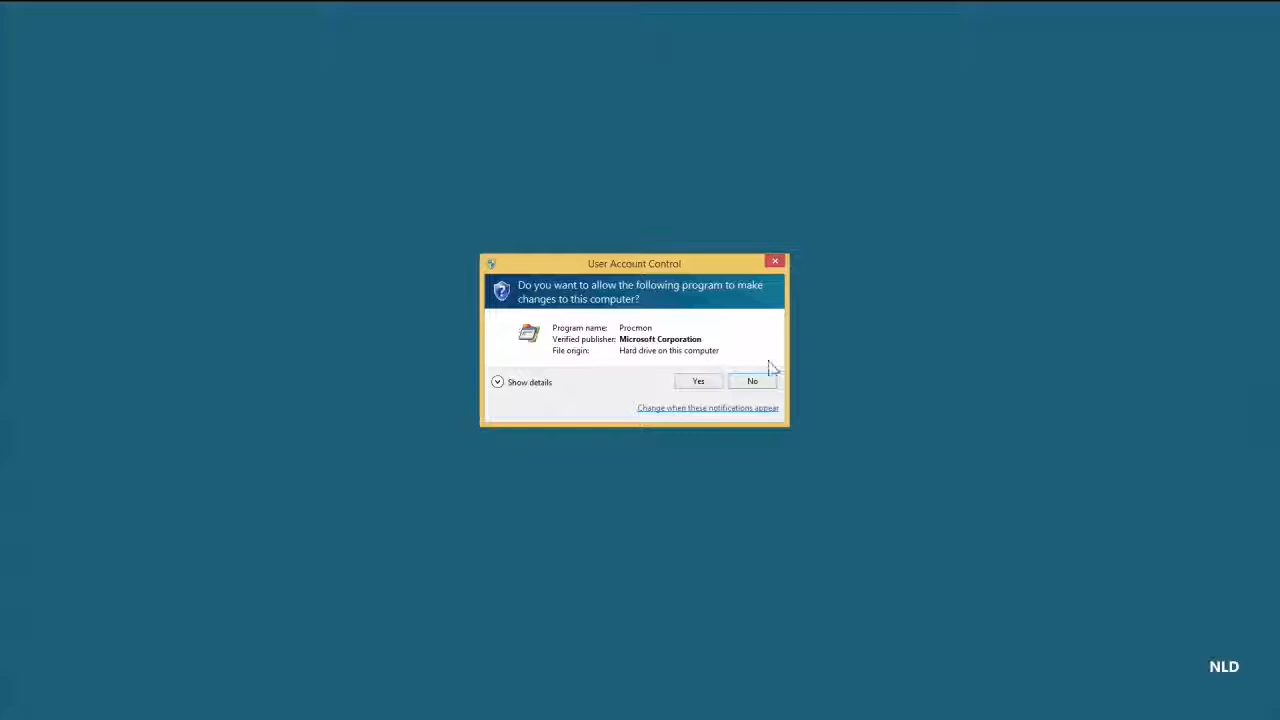 User Account Control
Do you want to allow the following program to make
changes to this computer?
Program name: Procmon
Verified publisher: Microsoft Corporation
File origin: Hard drive on this computer
Show details
Yes
No
Change when these notifications appear
NLD